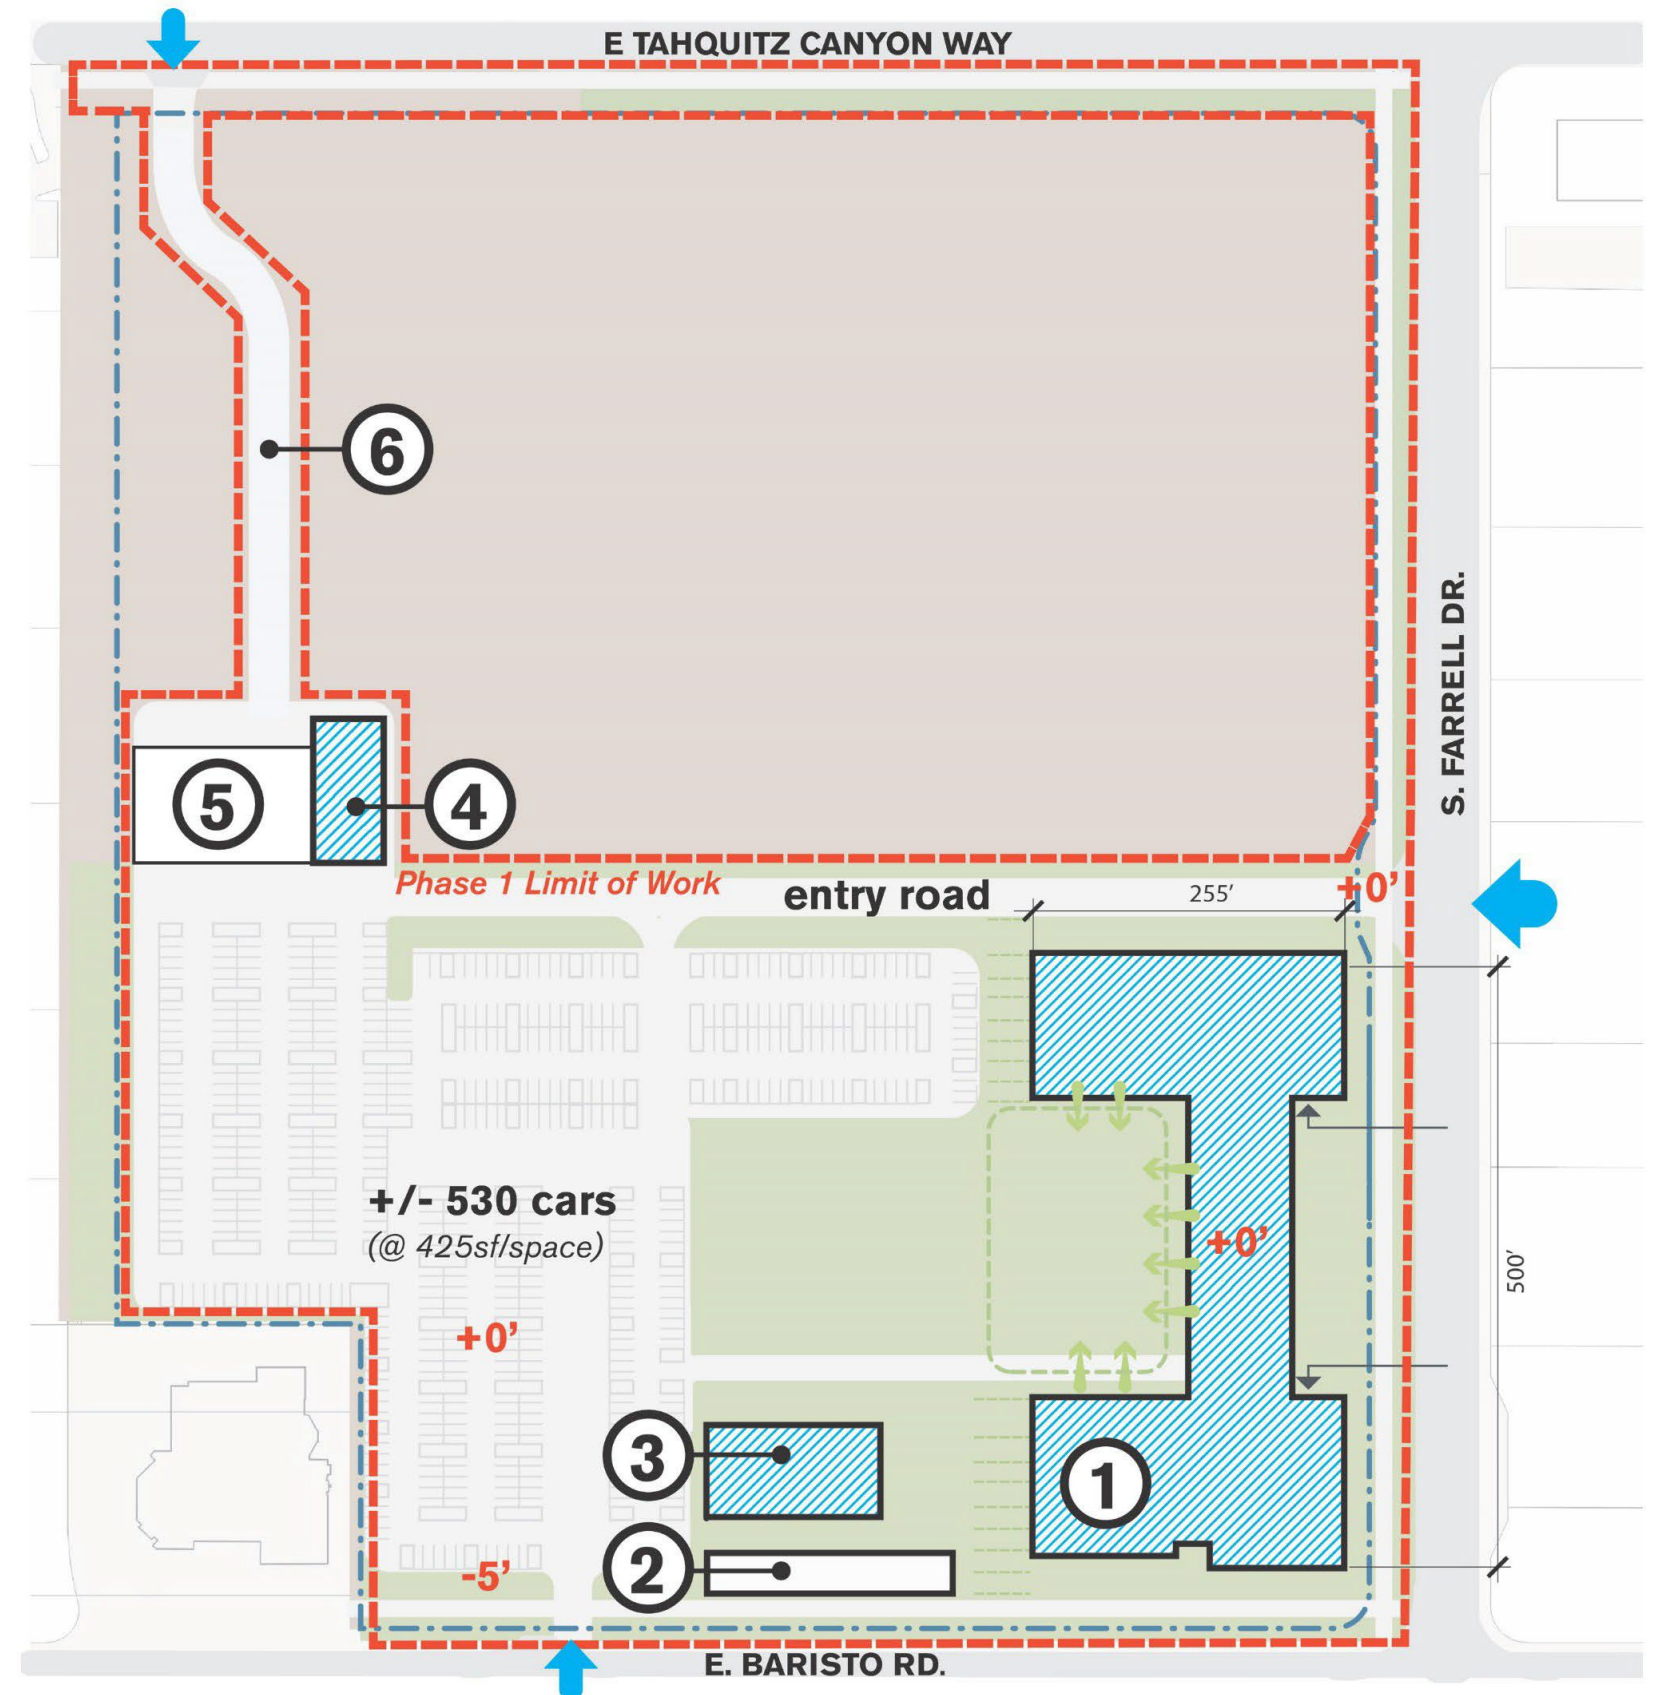 E TAHQUITZ CANYON WAY
6
S. FARRELL DR.
5
4
Phase 1 Limit of Work
entry road
255'
+0'
+/- 530 cars
(@ 425sf/space)
+0'
500'
+0'
3
1
2
-5'
E. BARISTO RD.